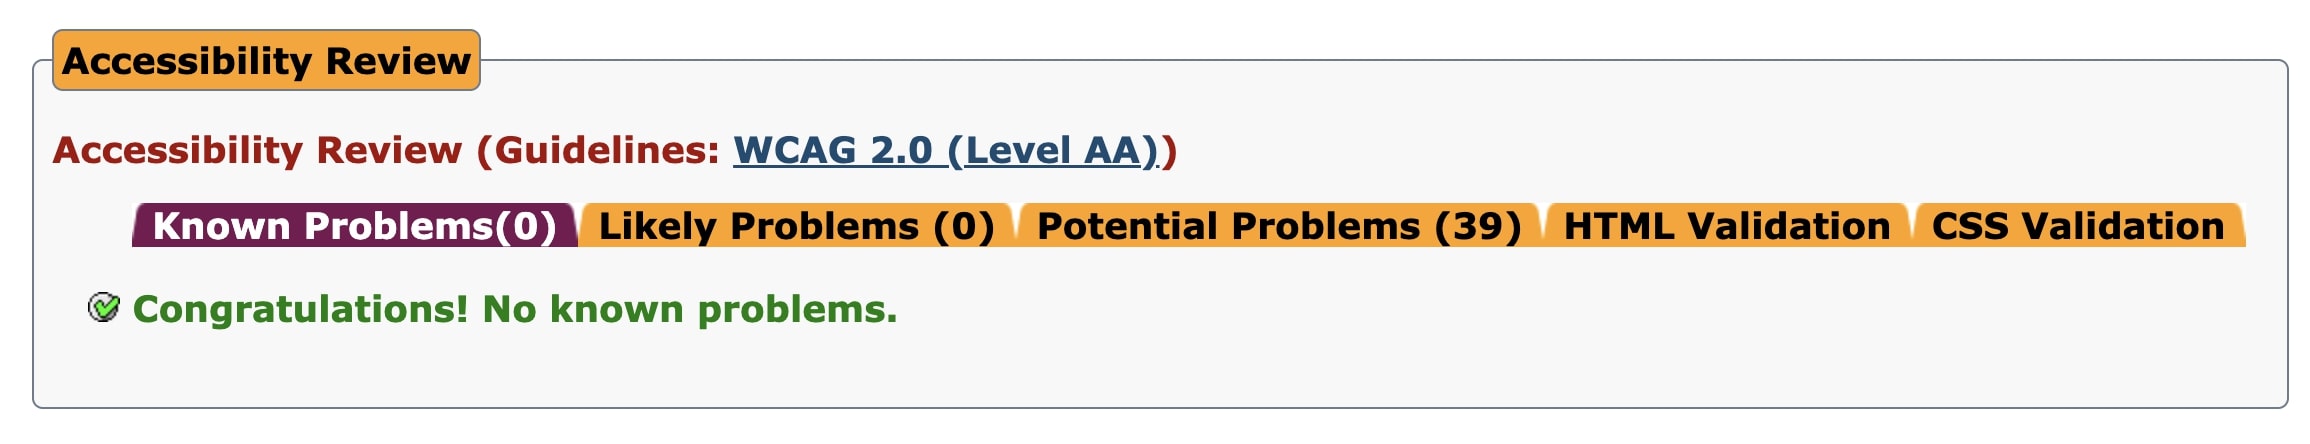 Accessibility Review
Accessibility Review (Guidelines: WCAG 2.0 (Level AA))
Known Problems(0) Likely Problems (0) Potential Problems (39) HTML Validation CSS Validation
Congratulations! No known problems.